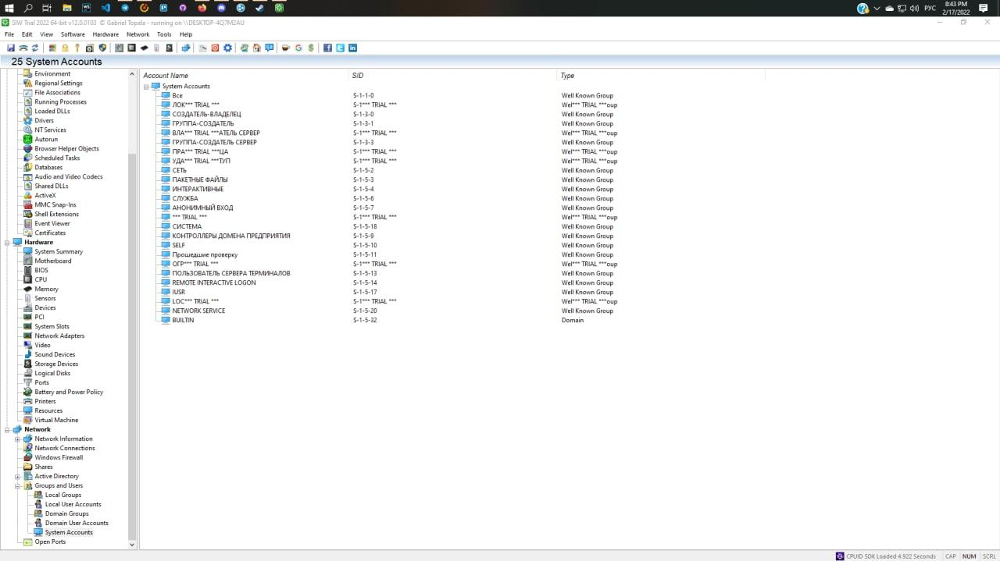 8:43 PM
РУС
2/17/2022
SIW Trial 2022 64-bit v12.0.0103 © Gabriel Topala - running on \\DESKTOP-4Q7M2AU
File Edit View Software Hardware Network Tools Help
25 System Accounts
Environment
Regional Settings
File Associations
Running Processes
Loaded DLLs
Drivers
NT Services
Autorun
Browser Helper Objects
Scheduled Tasks
Databases
Audio and Video Codecs
Shared DLLs
ActiveX
MMC Snap-Ins
Shell Extensions
Event Viewer
Certificates
Hardware
System Summary
Motherboard
BIOS
CPU
Memory
Sensors
Devices
PCI
System Slots
Network Adapters
Video
Sound Devices
Storage Devices
Logical Disks
Ports
Battery and Power Policy
Printers
Resources
Virtual Machine
Network
Network Information
Network Connections
Windows Firewall
Shares
Active Directory
Groups and Users
Local Groups
Local User Accounts
Domain Groups
Domain User Accounts
System Accounts
Open Ports
Account Name SID Type
System Accounts
Все S-1-1-0 Well Known Group
ЛОК*** TRIAL *** S-1*** TRIAL *** Wel*** TRIAL ***oup
СОЗДАТЕЛЬ-ВЛАДЕЛЕЦ S-1-3-0 Well Known Group
ГРУППА-СОЗДАТЕЛЬ S-1-3-1 Well Known Group
ВЛА*** TRIAL ***АТЕЛЬ СЕРВЕР S-1*** TRIAL *** Wel*** TRIAL ***oup
ГРУППА-СОЗДАТЕЛЬ СЕРВЕР S-1-3-3 Well Known Group
ПРА*** TRIAL ***ЦА S-1*** TRIAL *** Wel*** TRIAL ***oup
УДА*** TRIAL ***ТУП S-1*** TRIAL *** Wel*** TRIAL ***oup
СЕТЬ S-1-5-2 Well Known Group
ПАКЕТНЫЕ ФАЙЛЫ S-1-5-3 Well Known Group
ИНТЕРАКТИВНЫЕ S-1-5-4 Well Known Group
СЛУЖБА S-1-5-6 Well Known Group
АНОНИМНЫЙ ВХОД S-1-5-7 Well Known Group
*** TRIAL *** S-1*** TRIAL *** Wel*** TRIAL ***oup
СИСТЕМА S-1-5-18 Well Known Group
КОНТРОЛЛЕРЫ ДОМЕНА ПРЕДПРИЯТИЯ S-1-5-9 Well Known Group
SELF S-1-5-10 Well Known Group
Прошедшие проверку S-1-5-11 Well Known Group
ОГР*** TRIAL *** S-1*** TRIAL *** Wel*** TRIAL ***oup
ПОЛЬЗОВАТЕЛЬ СЕРВЕРА ТЕРМИНАЛОВ S-1-5-13 Well Known Group
REMOTE INTERACTIVE LOGON S-1-5-14 Well Known Group
IUSR S-1-5-17 Well Known Group
LOC*** TRIAL *** S-1*** TRIAL *** Wel*** TRIAL ***oup
NETWORK SERVICE S-1-5-20 Well Known Group
BUILTIN S-1-5-32 Domain
CPUID SDK Loaded 4.922 Seconds CAP NUM SCRL